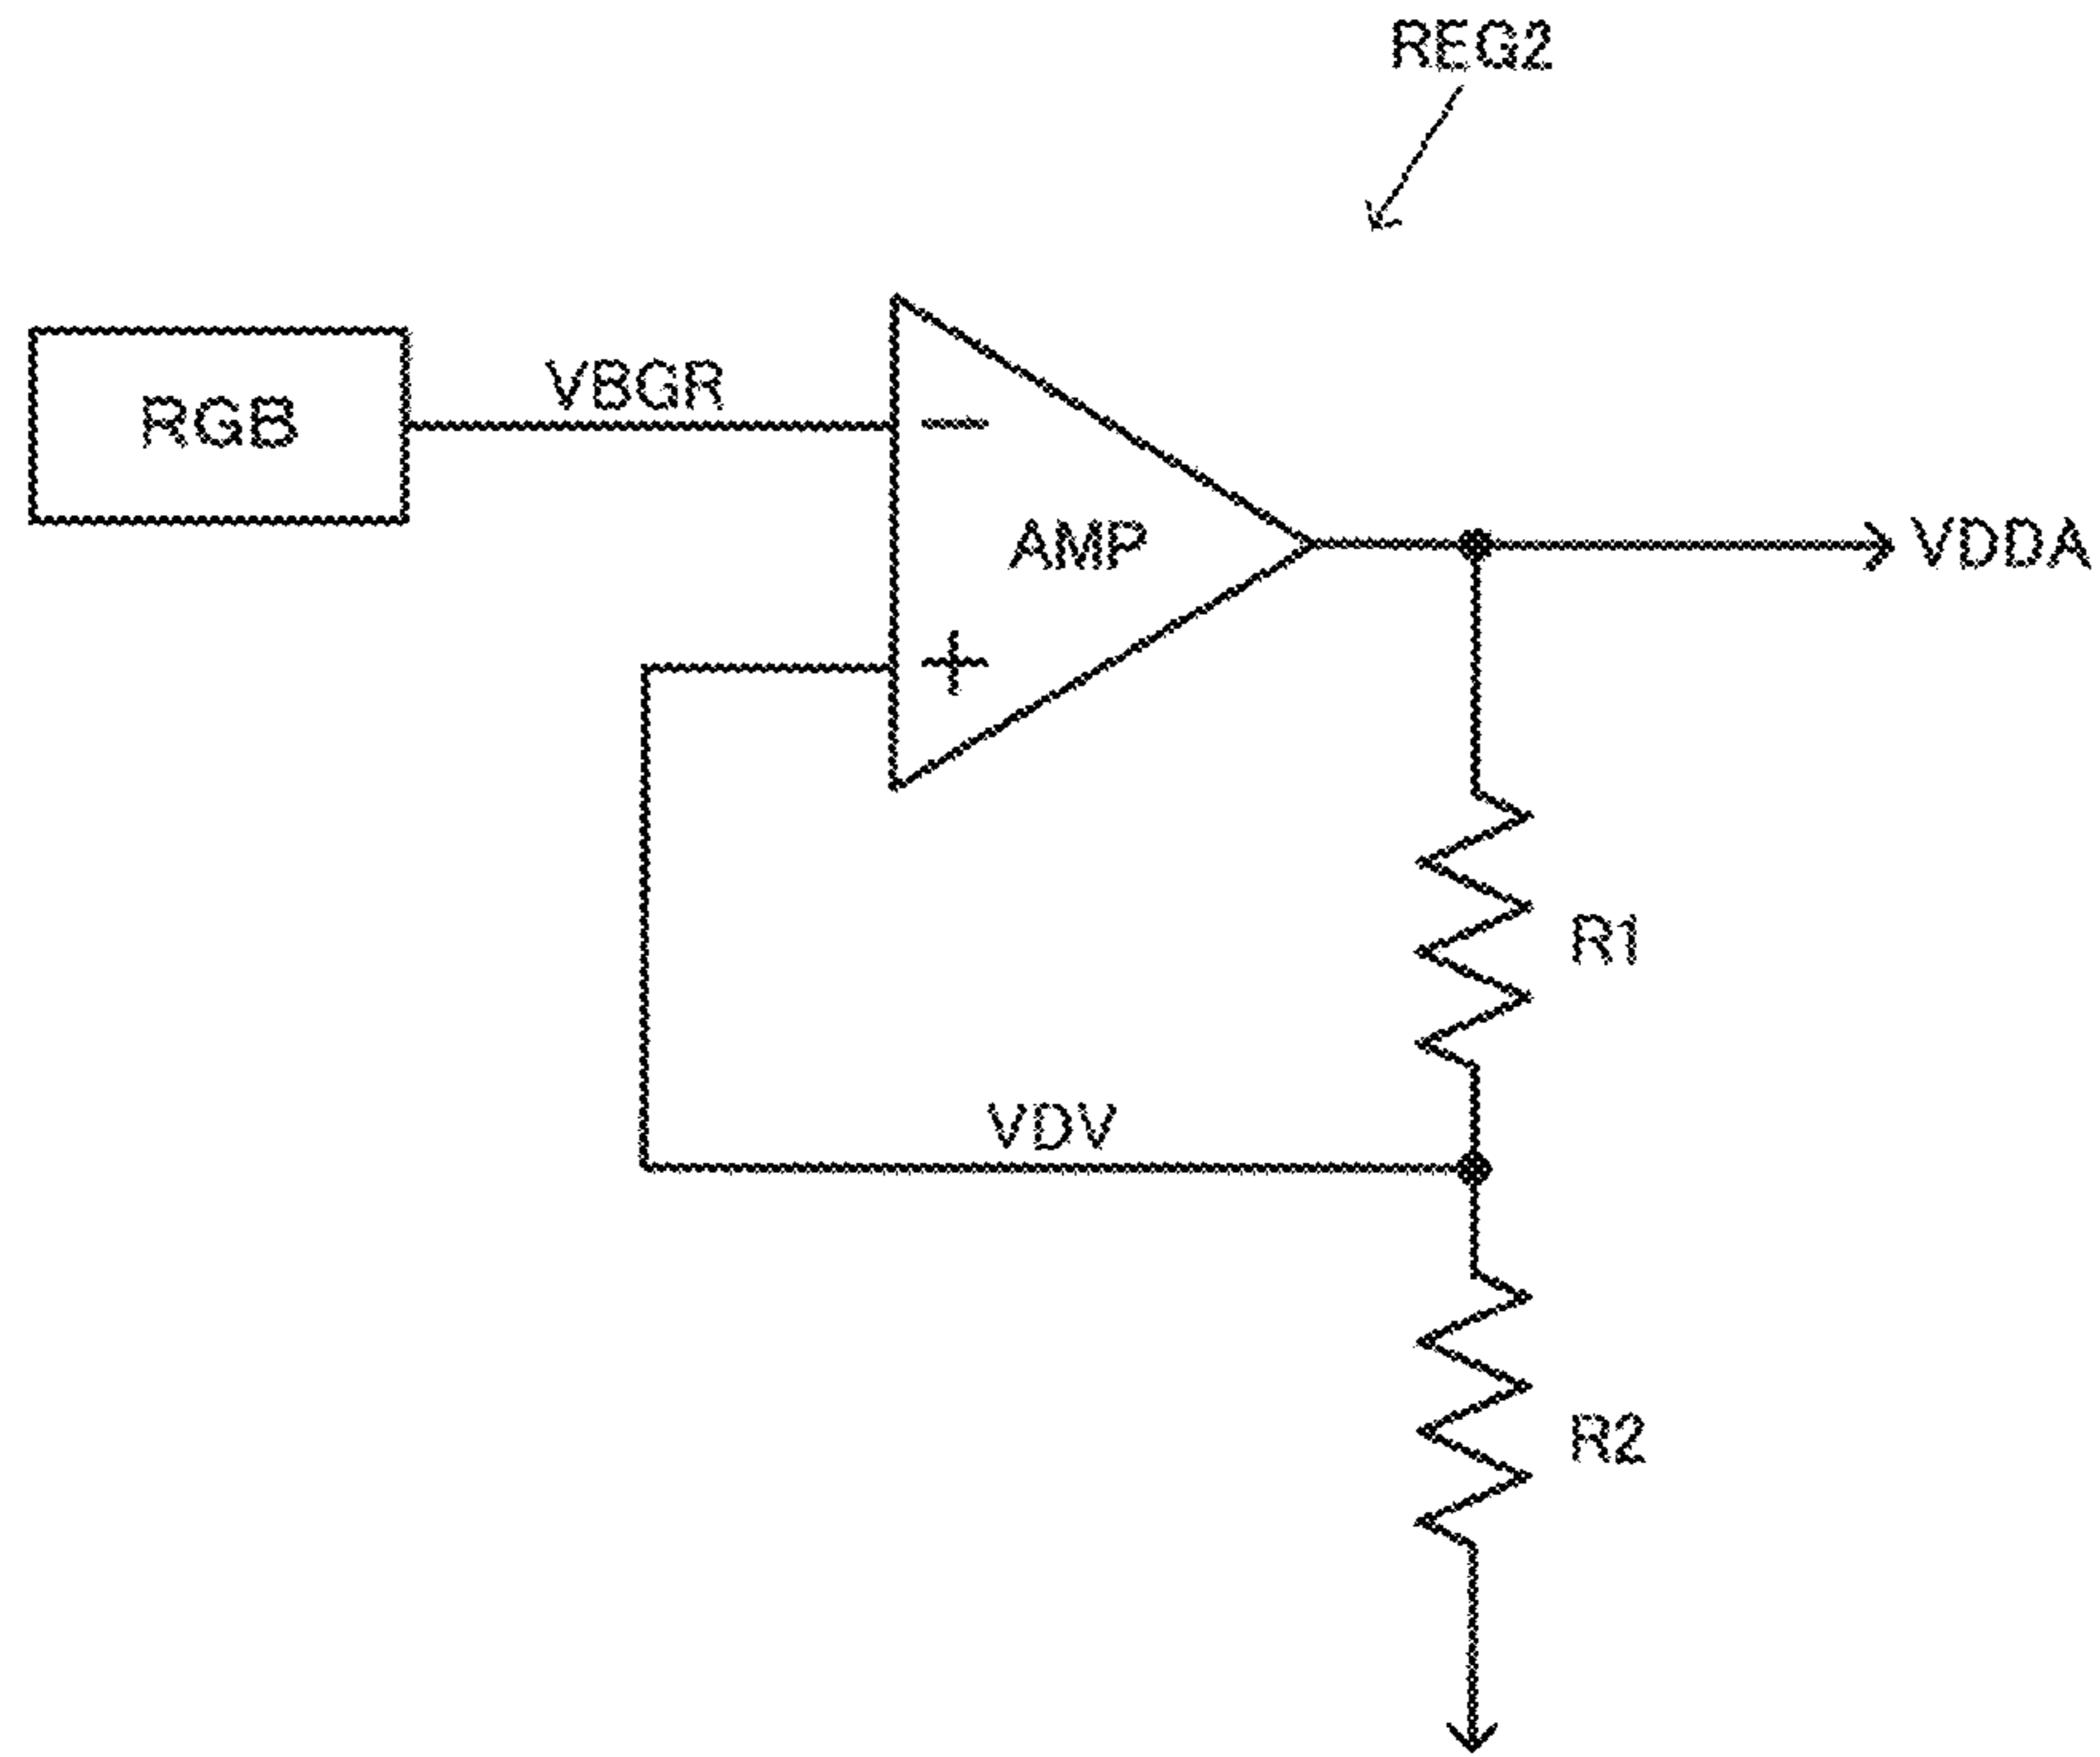 REG2
RGB
VBGR
−
AMP
+
VDDA
R1
VDV
R2